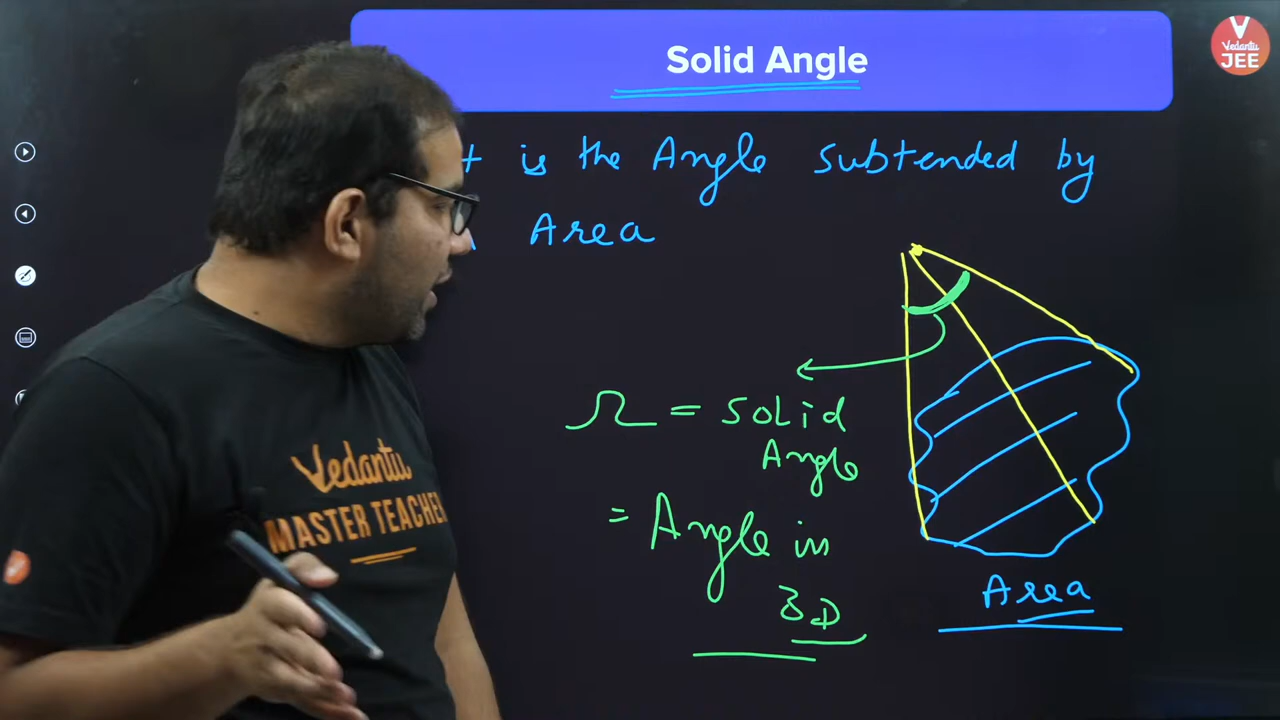 Solid Angle
V
Vedantu
JEE
is the Angle subtended by
Area
Ω = Solid
Angle
= Angle in
3D
Area
Vedantu
MASTER TEACHER